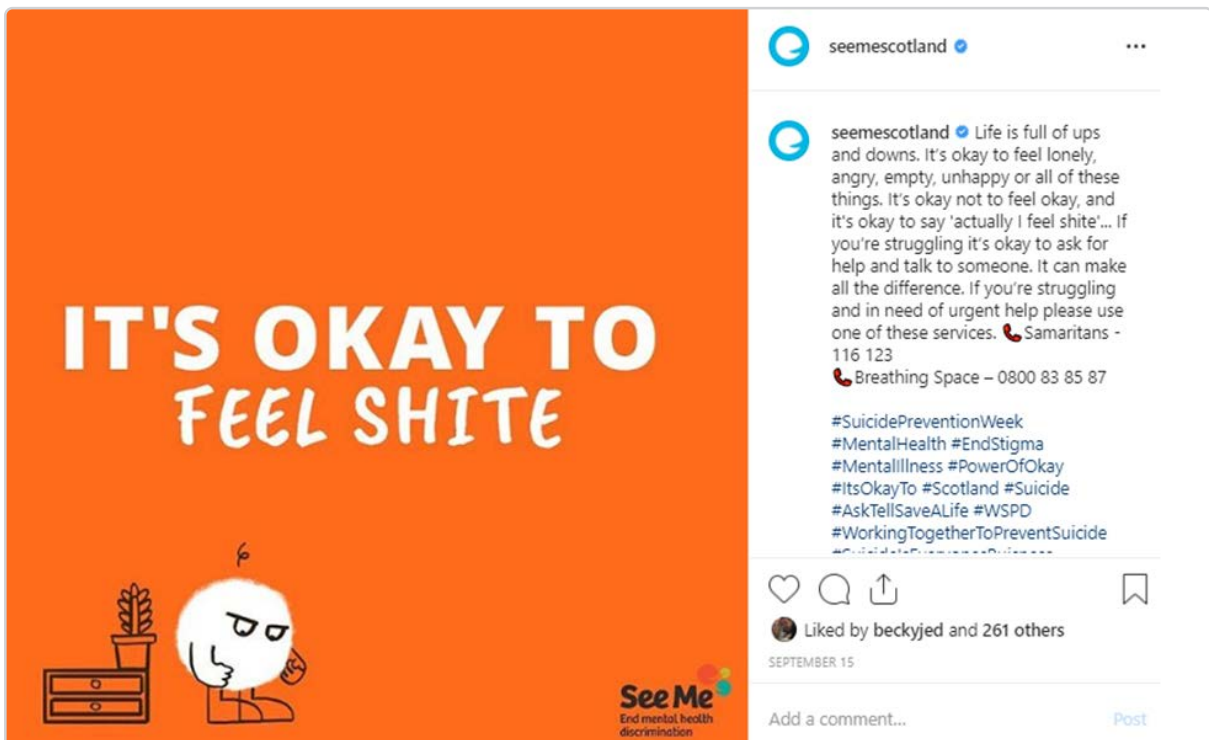 IT'S OKAY TO
FEEL SHITE
See Me
End mental health
discrimination
seemescotland
seemescotland Life is full of ups
and downs. It's okay to feel lonely,
angry, empty, unhappy or all of these
things. It's okay not to feel okay, and
it's okay to say 'actually I feel shite'... If
you're struggling it's okay to ask for
help and talk to someone. It can make
all the difference. If you're struggling
and in need of urgent help please use
one of these services. 📞Samaritans -
116 123
📞Breathing Space – 0800 83 85 87
#SuicidePreventionWeek
#MentalHealth #EndStigma
#MentalIllness #PowerOfOkay
#ItsOkayTo #Scotland #Suicide
#AskTellSaveALife #WSPD
#WorkingTogetherToPreventSuicide
Liked by beckyjed and 261 others
SEPTEMBER 15
Add a comment...
Post